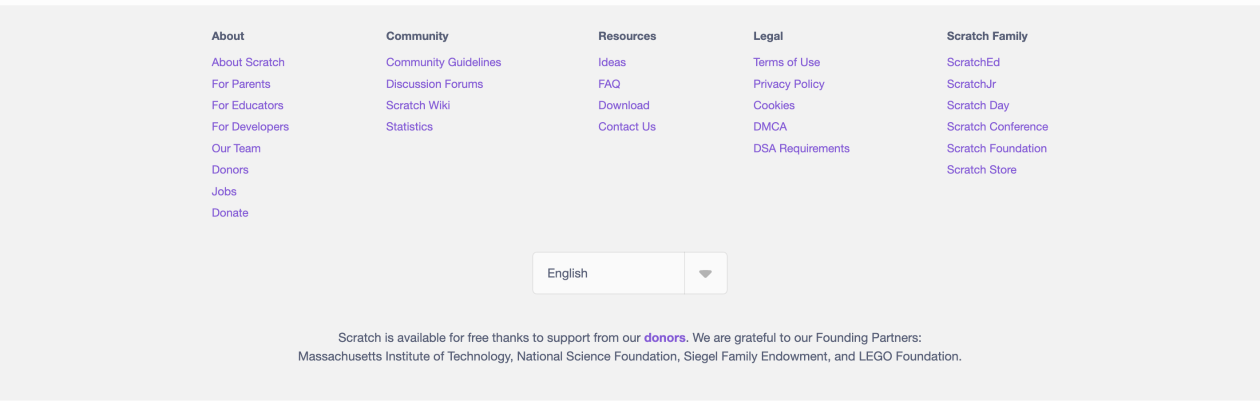 About
About Scratch
For Parents
For Educators
For Developers
Our Team
Donors
Jobs
Donate
Community
Community Guidelines
Discussion Forums
Scratch Wiki
Statistics
Resources
Ideas
FAQ
Download
Contact Us
Legal
Terms of Use
Privacy Policy
Cookies
DMCA
DSA Requirements
Scratch Family
ScratchEd
ScratchJr
Scratch Day
Scratch Conference
Scratch Foundation
Scratch Store
English
Scratch is available for free thanks to support from our donors. We are grateful to our Founding Partners:
Massachusetts Institute of Technology, National Science Foundation, Siegel Family Endowment, and LEGO Foundation.